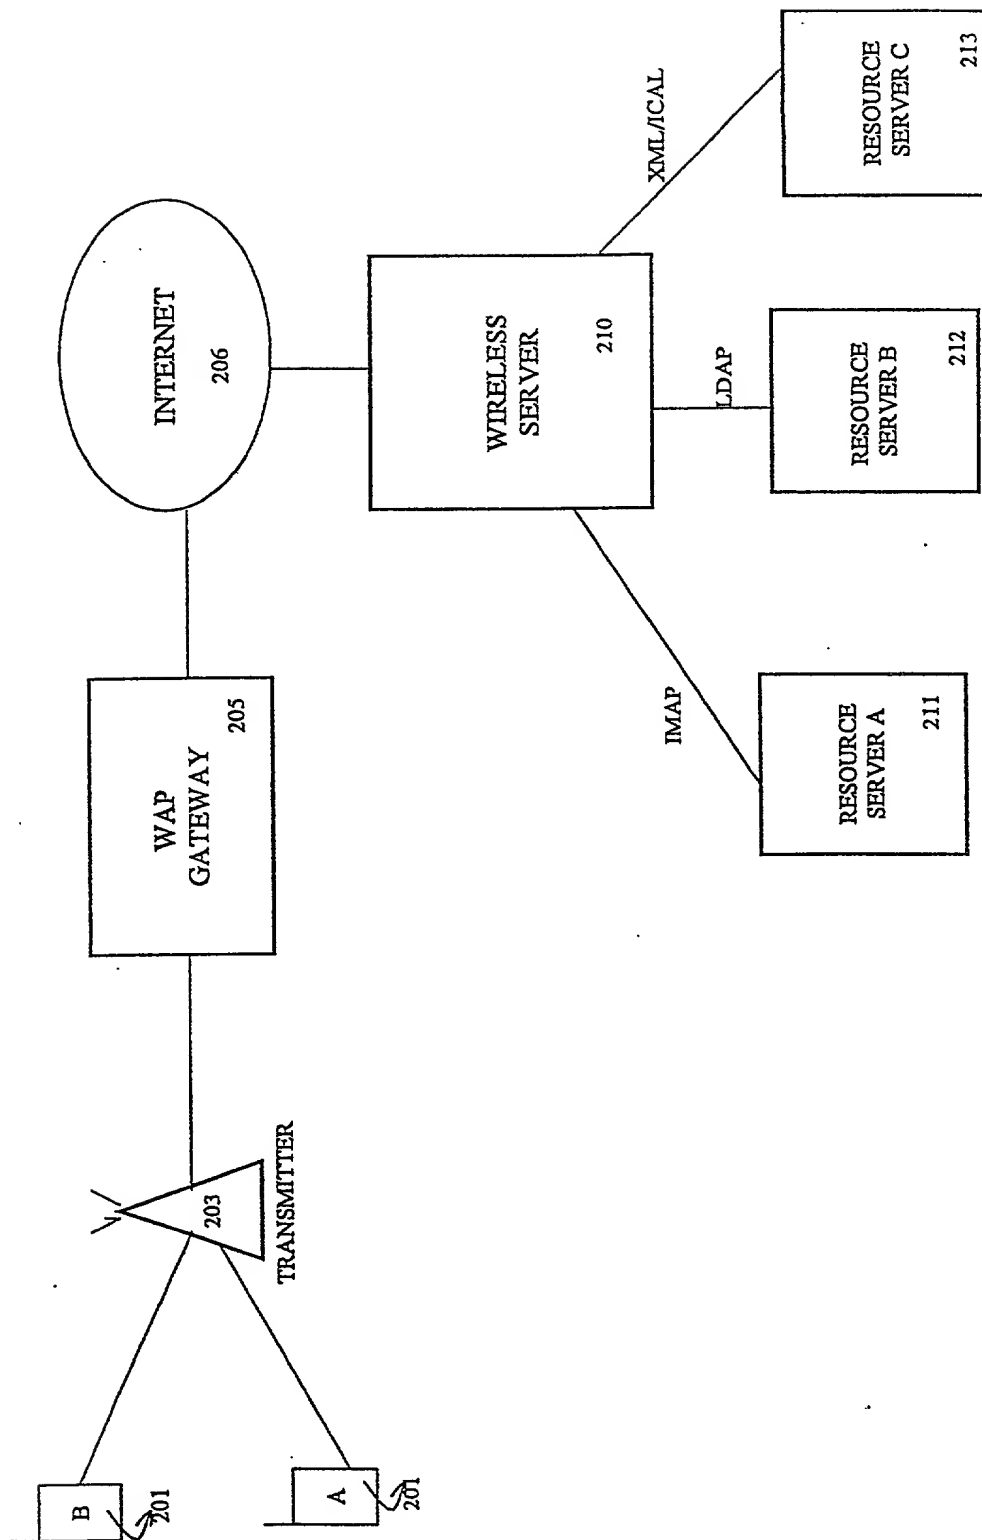 B
201
A
201
203
TRANSMITTER
WAP
GATEWAY
205
INTERNET
206
WIRELESS
SERVER
210
IMAP
LDAP
XML/ICAL
RESOURCE
SERVER A
211
RESOURCE
SERVER B
212
RESOURCE
SERVER C
213